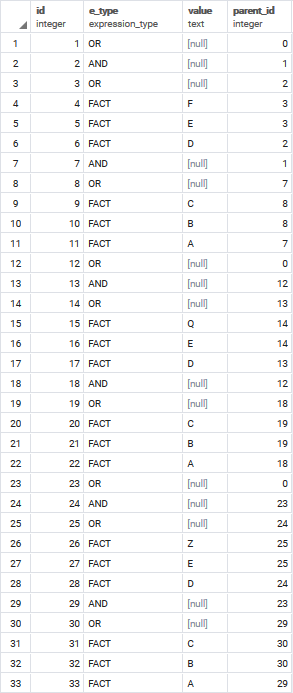 id e_type value parent_id
integer expression_type text integer
1 1 OR [null] 0
2 2 AND [null] 1
3 3 OR [null] 2
4 4 FACT F 3
5 5 FACT E 3
6 6 FACT D 2
7 7 AND [null] 1
8 8 OR [null] 7
9 9 FACT C 8
10 10 FACT B 8
11 11 FACT A 7
12 12 OR [null] 0
13 13 AND [null] 12
14 14 OR [null] 13
15 15 FACT Q 14
16 16 FACT E 14
17 17 FACT D 13
18 18 AND [null] 12
19 19 OR [null] 18
20 20 FACT C 19
21 21 FACT B 19
22 22 FACT A 18
23 23 OR [null] 0
24 24 AND [null] 23
25 25 OR [null] 24
26 26 FACT Z 25
27 27 FACT E 25
28 28 FACT D 24
29 29 AND [null] 23
30 30 OR [null] 29
31 31 FACT C 30
32 32 FACT B 30
33 33 FACT A 29